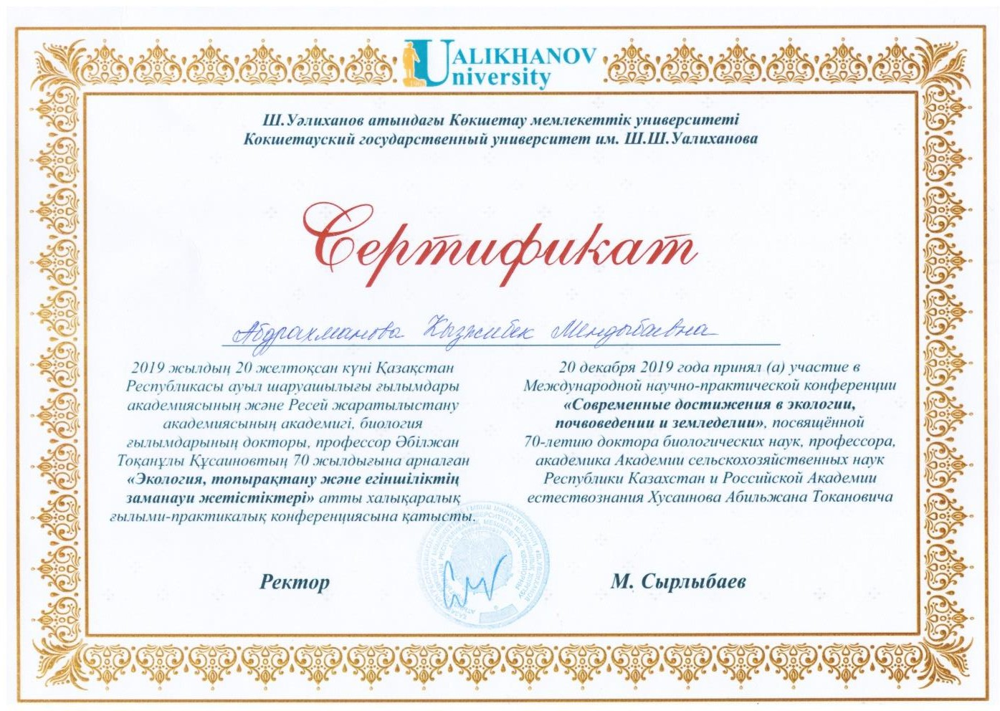 UALIKHANOV
University
Ш.Уәлиханов атындағы Көкшетау мемлекеттік университеті
Кокшетауский государственный университет им. Ш.Ш.Уалиханова
Сертификат
Абдрахманова Кызжибек Мендыбаевна
2019 жылдың 20 желтоқсан күні Қазақстан
Республикасы ауыл шаруашылығы ғылымдары
академиясының және Ресей жаратылыстану
академиясының академигі, биология
ғылымдарының докторы, профессор Әбілжан
Тоқанұлы Құсаиновтың 70 жылдығына арналған
«Экология, топырақтану және егіншіліктің
заманауи жетістіктері» атты халықаралық
ғылыми-практикалық конференциясына қатысты.
20 декабря 2019 года принял (а) участие в
Международной научно-практической конференции
«Современные достижения в экологии,
почвоведении и земледелии», посвящённой
70-летию доктора биологических наук, профессора,
академика Академии сельскохозяйственных наук
Республики Казахстан и Российской Академии
естествознания Хусаинова Абильжана Токановича
Ректор
М. Сырлыбаев